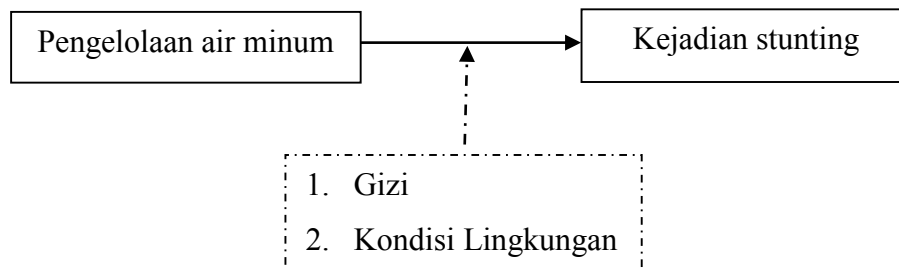 Pengelolaan air minum
Kejadian stunting
1. Gizi
2. Kondisi Lingkungan